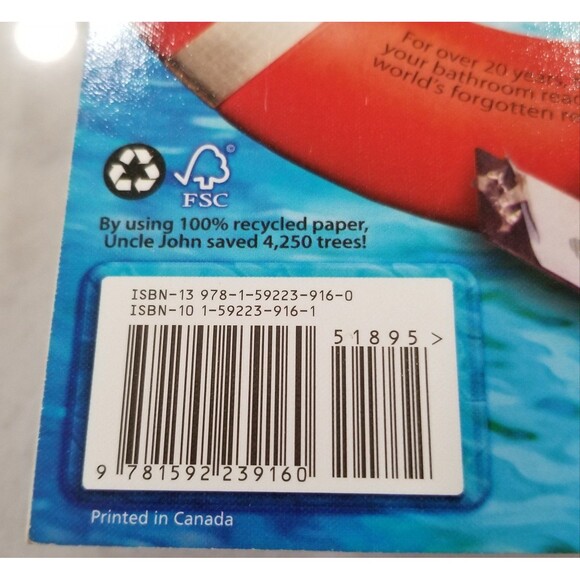 For over 20 years,
your bathroom rea
world's forgotten re
©
FSC
By using 100% recycled paper,
Uncle John saved 4,250 trees!
ISBN-13 978-1-59223-916-0
ISBN-10 1-59223-916-1
51895 >
9 781592 239160
Printed in Canada